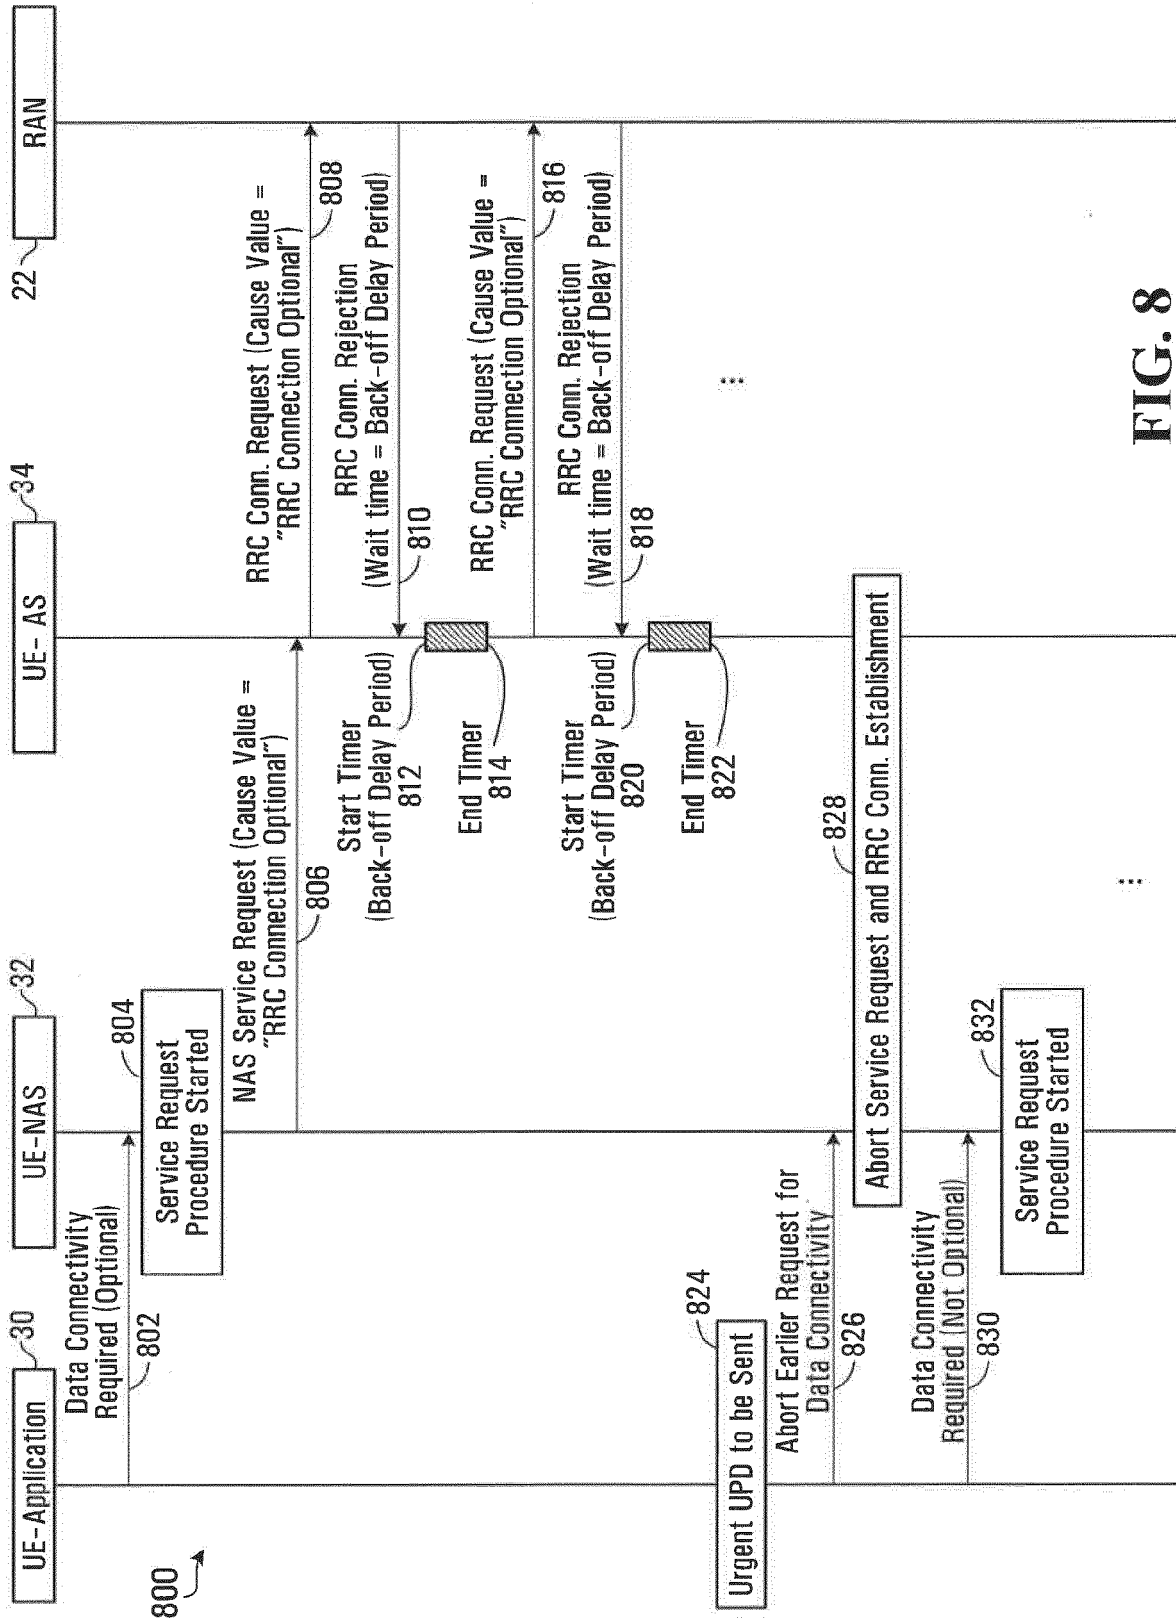 800
UE-Application
30
UE-NAS
32
UE- AS
34
RAN
22
Data Connectivity
Required (Optional)
802
804
Service Request
Procedure Started
NAS Service Request (Cause Value =
"RRC Connection Optional")
806
RRC Conn. Request (Cause Value =
"RRC Connection Optional")
808
RRC Conn. Rejection
(Wait time = Back-off Delay Period)
810
Start Timer
(Back-off Delay Period)
812
End Timer
814
RRC Conn. Request (Cause Value =
"RRC Connection Optional")
816
RRC Conn. Rejection
(Wait time = Back-off Delay Period)
818
Start Timer
(Back-off Delay Period)
820
End Timer
822
824
Urgent UPD to be Sent
Abort Earlier Request for
Data Connectivity
826
828
Abort Service Request and RRC Conn. Establishment
Data Connectivity
Required (Not Optional)
830
832
Service Request
Procedure Started
FIG. 8